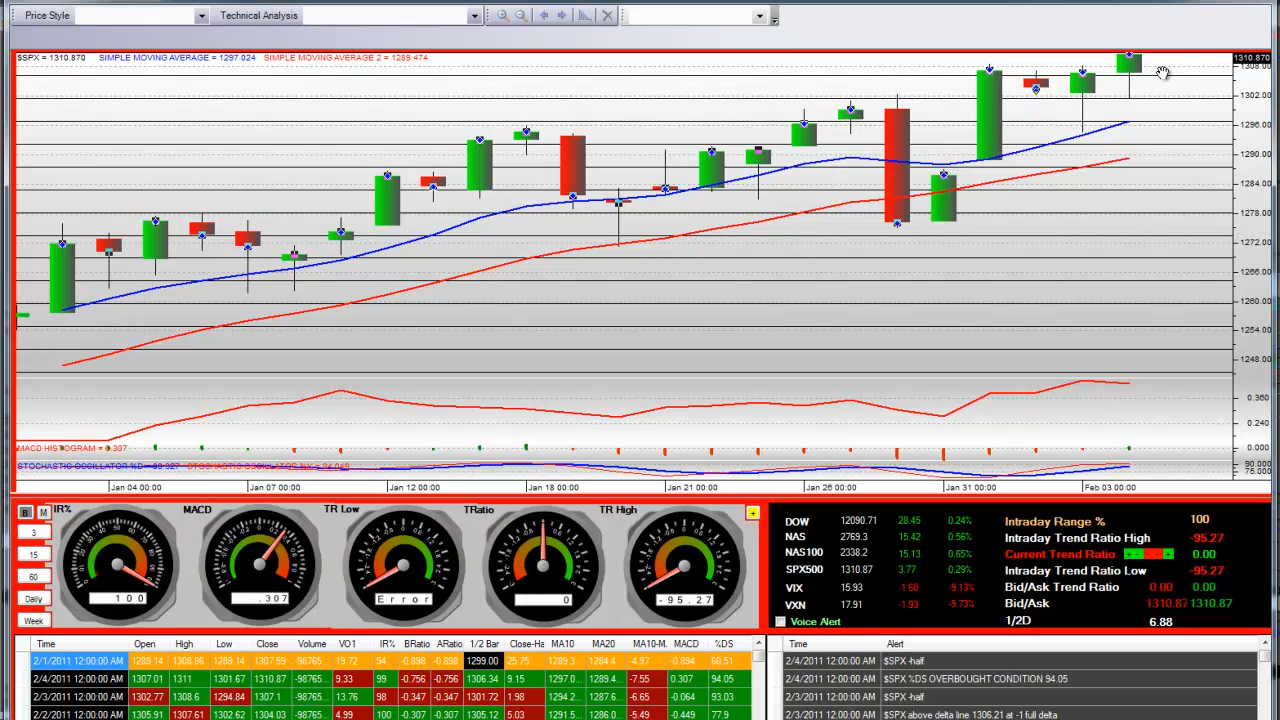 Price Style Technical Analysis
$SPX = 1310.870 SIMPLE MOVING AVERAGE = 1297.024 SIMPLE MOVING AVERAGE 2 = 1289.474
1310.870
1308.00
1302.00
1296.00
1290.00
1284.00
1278.00
1272.00
1266.00
1260.00
1254.00
1248.00
0.360
0.240
MACD HISTOGRAM = 0.307 0.000
90.000
75.000
Jan 04 00:00 Jan 07 00:00 Jan 12 00:00 Jan 18 00:00 Jan 21 00:00 Jan 26 00:00 Jan 31 00:00 Feb 03 00:00
B M IR% MACD TR Low TRatio TR High +
3
15
60
Daily
Week
100 .307 Error 0 -95.27
DOW 12090.71 28.45 0.24%
NAS 2769.3 15.42 0.56%
NAS100 2338.2 15.13 0.65%
SPX500 1310.87 3.77 0.29%
VIX 15.93 -1.60 -9.13%
VXN 17.91 -1.93 -9.73%
Voice Alert
Intraday Range % 100
Intraday Trend Ratio High -95.27
Current Trend Ratio 0.00
Intraday Trend Ratio Low -95.27
Bid/Ask Trend Ratio 0.00 0.00
Bid/Ask 1310.87 1310.87
1/2D 6.88
Time Open High Low Close Volume VO1 IR% BRatio ARatio 1/2 Bar Close-Ha MA10 MA20 MA10-M. MACD %DS
2/1/2011 12:00:00 AM 1289.14 1308.86 1289.14 1307.59 -98765 19.72 94 -0.898 -0.898 1299.00 25.75 1289.3... 1284.4... -4.97 -0.894 60.51
2/4/2011 12:00:00 AM 1307.01 1311 1301.67 1310.87 -98765... 9.33 99 -0.756 -0.756 1306.34 9.15 1297.0... 1289.4... -7.55 0.307 94.05
2/3/2011 12:00:00 AM 1302.77 1308.6 1294.84 1307.1 -98765... 13.76 98 -0.347 -0.347 1301.72 1.98 1294.2... 1287.6... -6.65 -0.064 93.03
2/2/2011 12:00:00 AM 1305.91 1307.61 1302.62 1304.03 -98765... 4.99 100 -0.307 -0.307 1305.12 5.03 1291.5... 1286.0... -5.49 -0.449 77.9
Time Alert
2/4/2011 12:00:00 AM $SPX -half
2/4/2011 12:00:00 AM $SPX %DS OVERBOUGHT CONDITION 94.05
2/3/2011 12:00:00 AM $SPX -half
2/3/2011 12:00:00 AM $SPX above delta line 1306.21 at -1 full delta